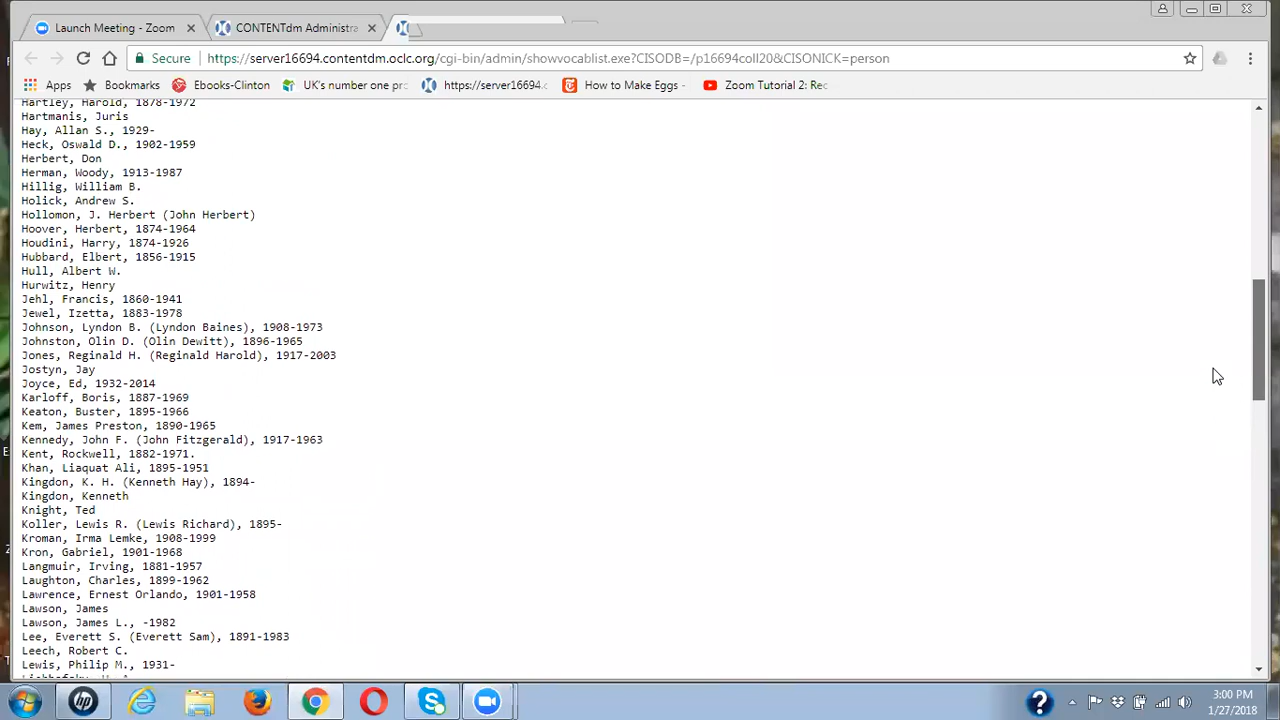 Launch Meeting - Zoom
CONTENTdm Administra
Secure https://server16694.contentdm.oclc.org/cgi-bin/admin/showvocablist.exe?CISODB=/p16694coll20&CISONICK=person
Apps Bookmarks Ebooks-Clinton UK's number one pr https://server16694.c How to Make Eggs - Zoom Tutorial 2: Rec
Hartley, Harold, 1878-1972
Hartmanis, Juris
Hay, Allan S., 1929-
Heck, Oswald D., 1902-1959
Herbert, Don
Herman, Woody, 1913-1987
Hillig, William B.
Holick, Andrew S.
Hollomon, J. Herbert (John Herbert)
Hoover, Herbert, 1874-1964
Houdini, Harry, 1874-1926
Hubbard, Elbert, 1856-1915
Hull, Albert W.
Hurwitz, Henry
Jehl, Francis, 1860-1941
Jewel, Izetta, 1883-1978
Johnson, Lyndon B. (Lyndon Baines), 1908-1973
Johnston, Olin D. (Olin Dewitt), 1896-1965
Jones, Reginald H. (Reginald Harold), 1917-2003
Jostyn, Jay
Joyce, Ed, 1932-2014
Karloff, Boris, 1887-1969
Keaton, Buster, 1895-1966
Kem, James Preston, 1890-1965
Kennedy, John F. (John Fitzgerald), 1917-1963
Kent, Rockwell, 1882-1971.
Khan, Liaquat Ali, 1895-1951
Kingdon, K. H. (Kenneth Hay), 1894-
Kingdon, Kenneth
Knight, Ted
Koller, Lewis R. (Lewis Richard), 1895-
Kroman, Irma Lemke, 1908-1999
Kron, Gabriel, 1901-1968
Langmuir, Irving, 1881-1957
Laughton, Charles, 1899-1962
Lawrence, Ernest Orlando, 1901-1958
Lawson, James
Lawson, James L., -1982
Lee, Everett S. (Everett Sam), 1891-1983
Leech, Robert C.
Lewis, Philip M., 1931-
3:00 PM
1/27/2018